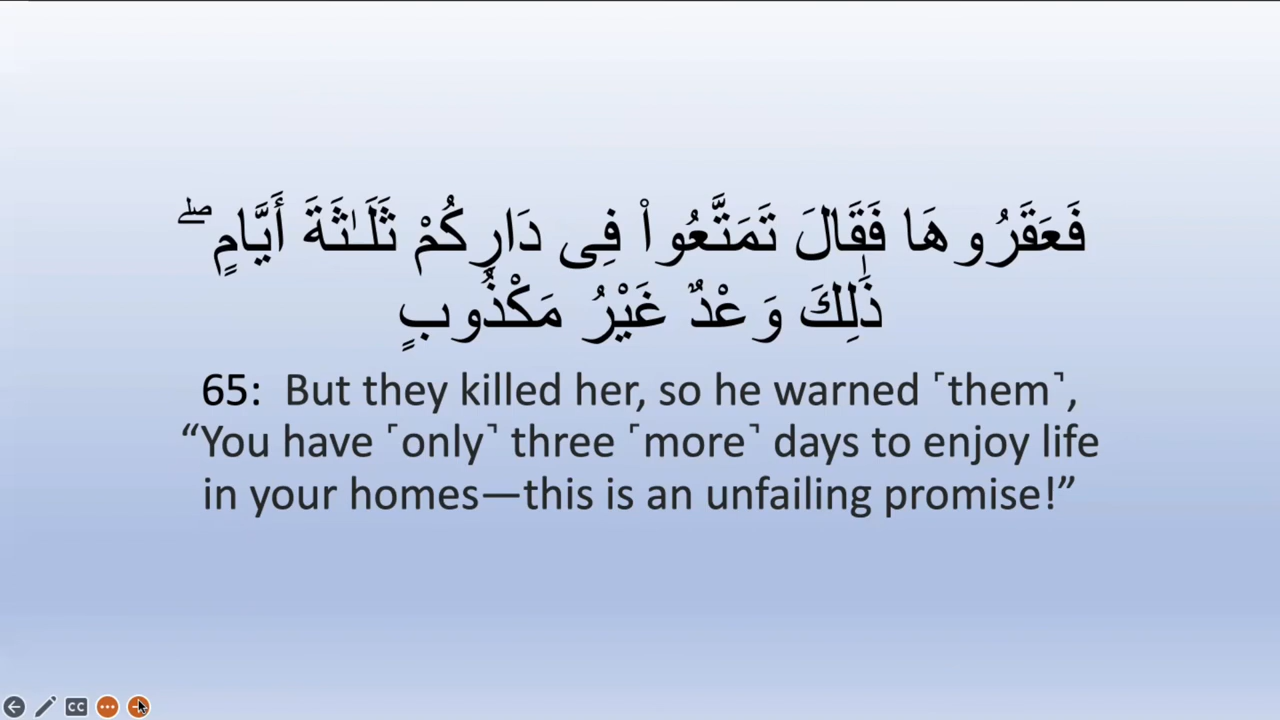 فَعَقَرُوهَا فَقَالَ تَمَتَّعُوا۟ فِى دَارِكُمْ ثَلَـٰثَةَ أَيَّامٍ ۖ
ذَٰلِكَ وَعْدٌ غَيْرُ مَكْذُوبٍ
65: But they killed her, so he warned ˹them˺,
“You have ˹only˺ three ˹more˺ days to enjoy life
in your homes—this is an unfailing promise!”
CC